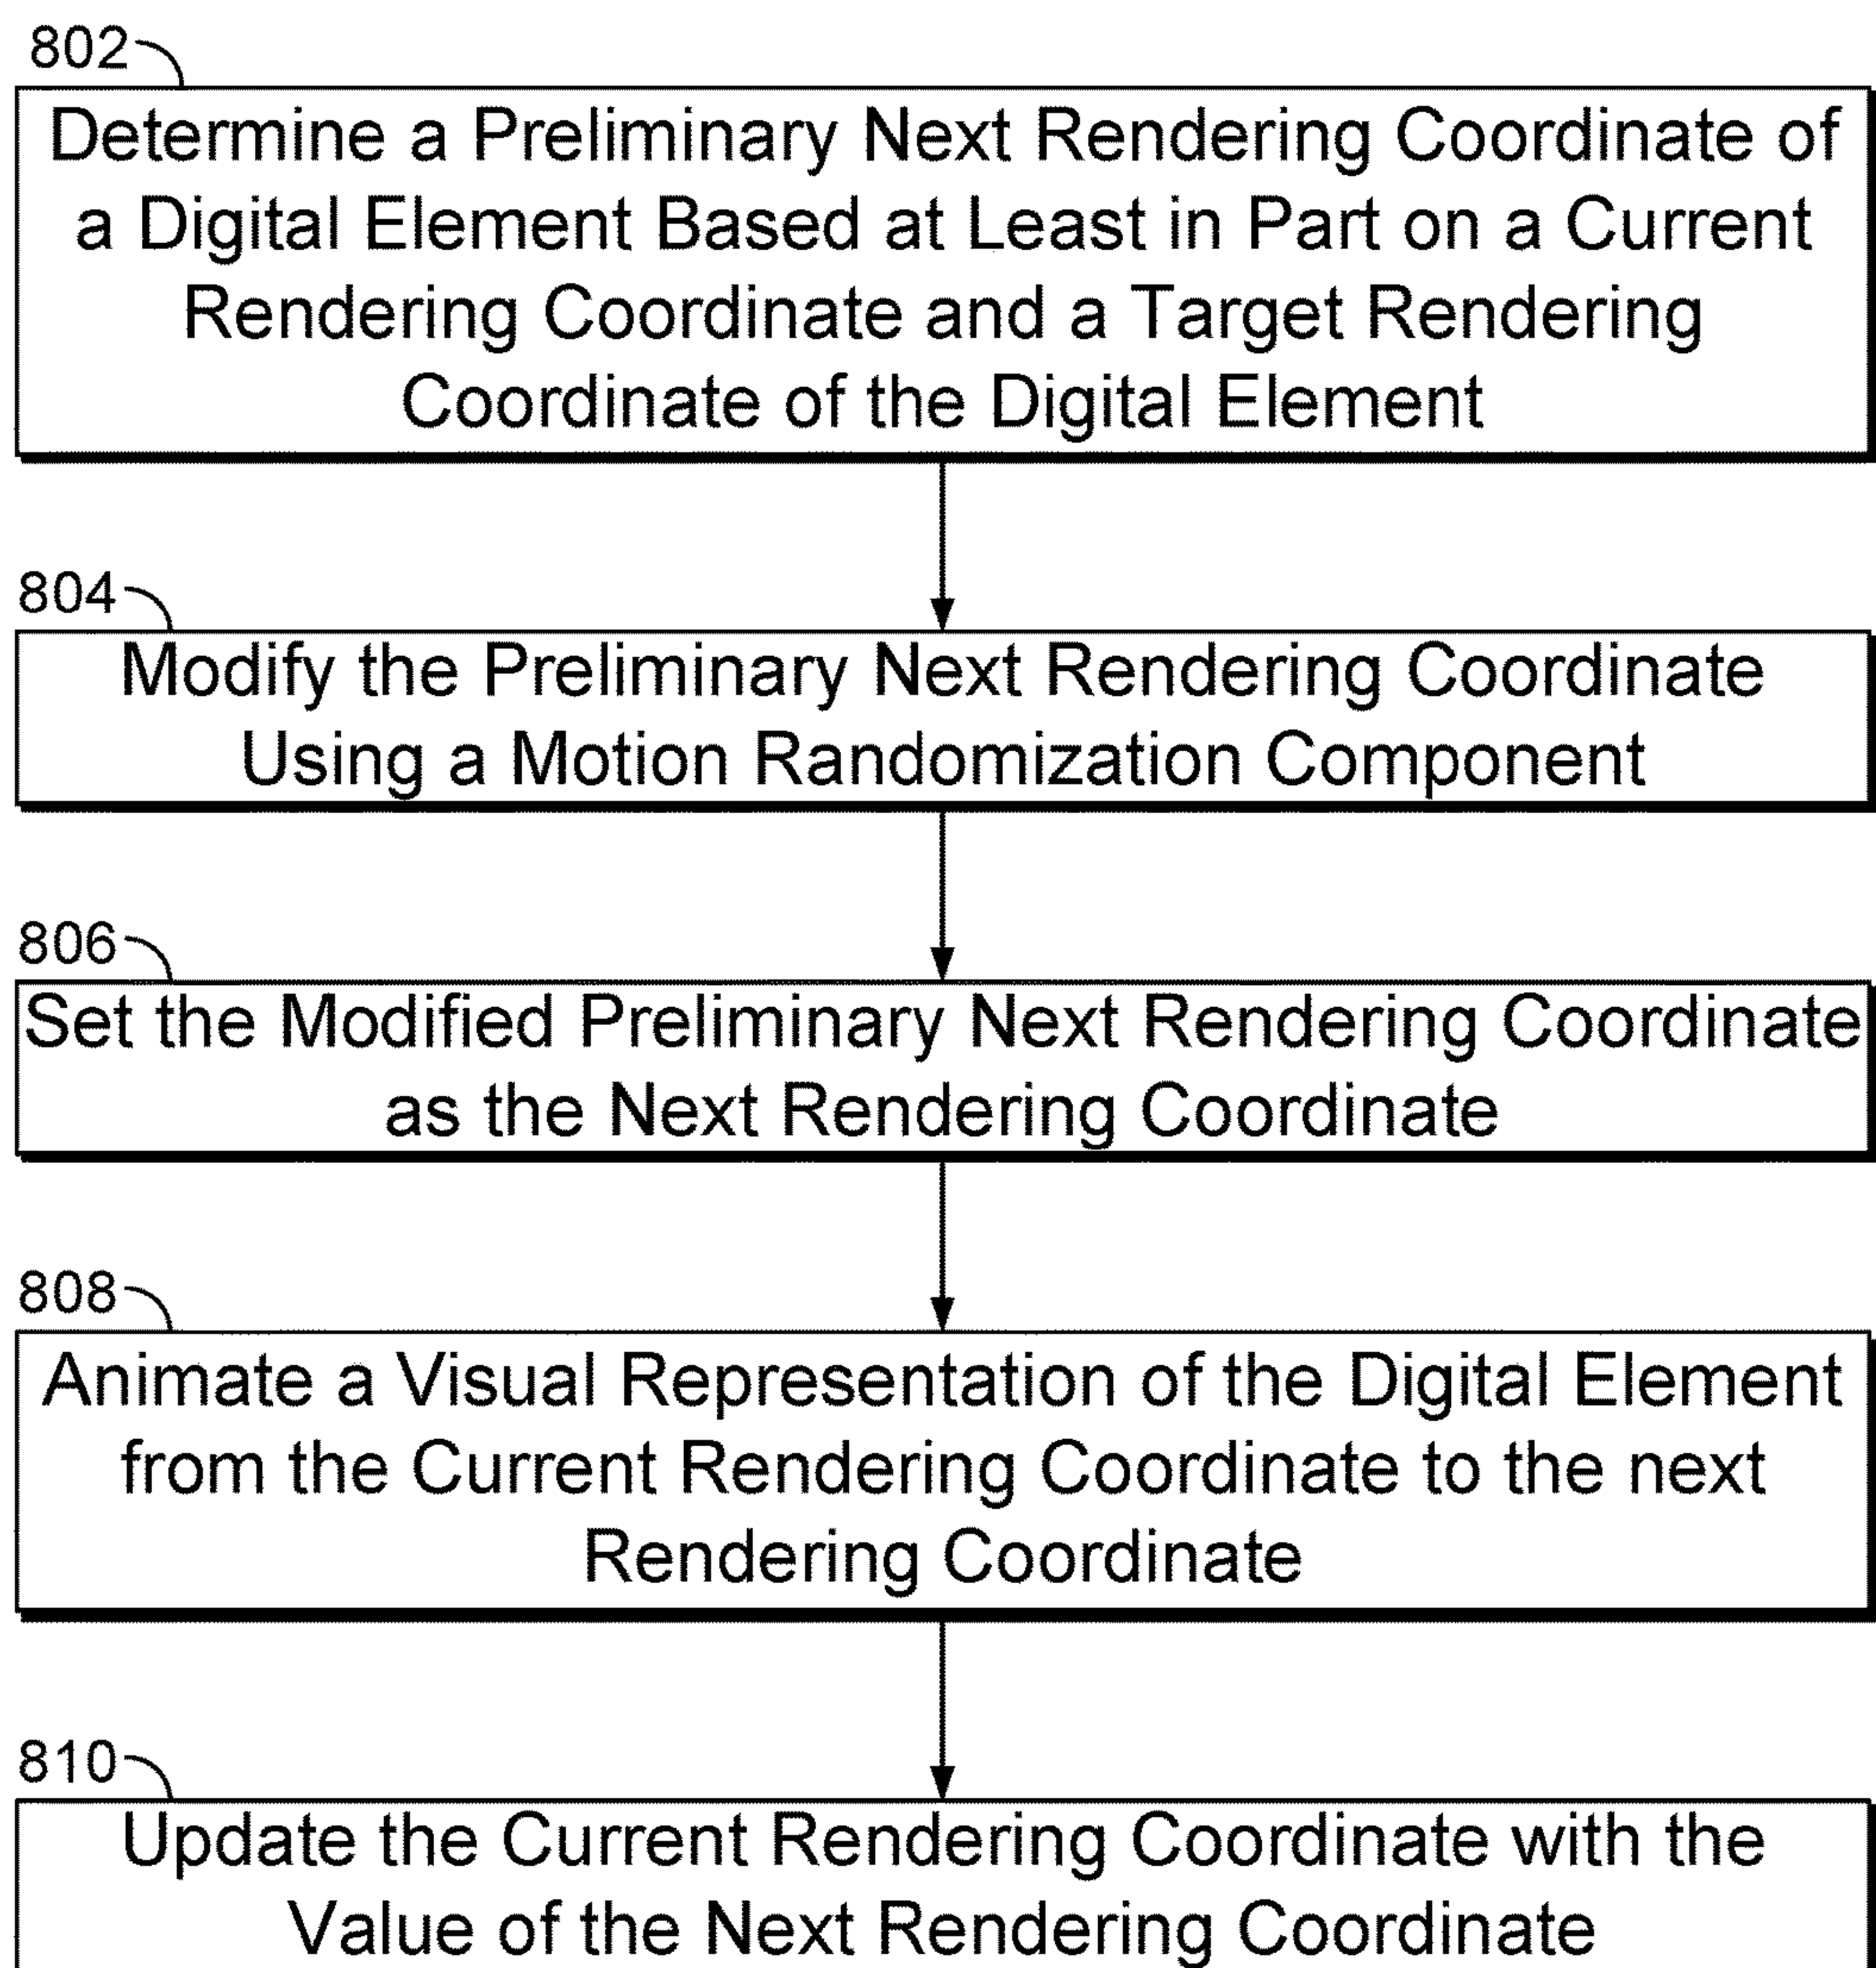 802
Determine a Preliminary Next Rendering Coordinate of
a Digital Element Based at Least in Part on a Current
Rendering Coordinate and a Target Rendering
Coordinate of the Digital Element
804
Modify the Preliminary Next Rendering Coordinate
Using a Motion Randomization Component
806
Set the Modified Preliminary Next Rendering Coordinate
as the Next Rendering Coordinate
808
Animate a Visual Representation of the Digital Element
from the Current Rendering Coordinate to the next
Rendering Coordinate
810
Update the Current Rendering Coordinate with the
Value of the Next Rendering Coordinate